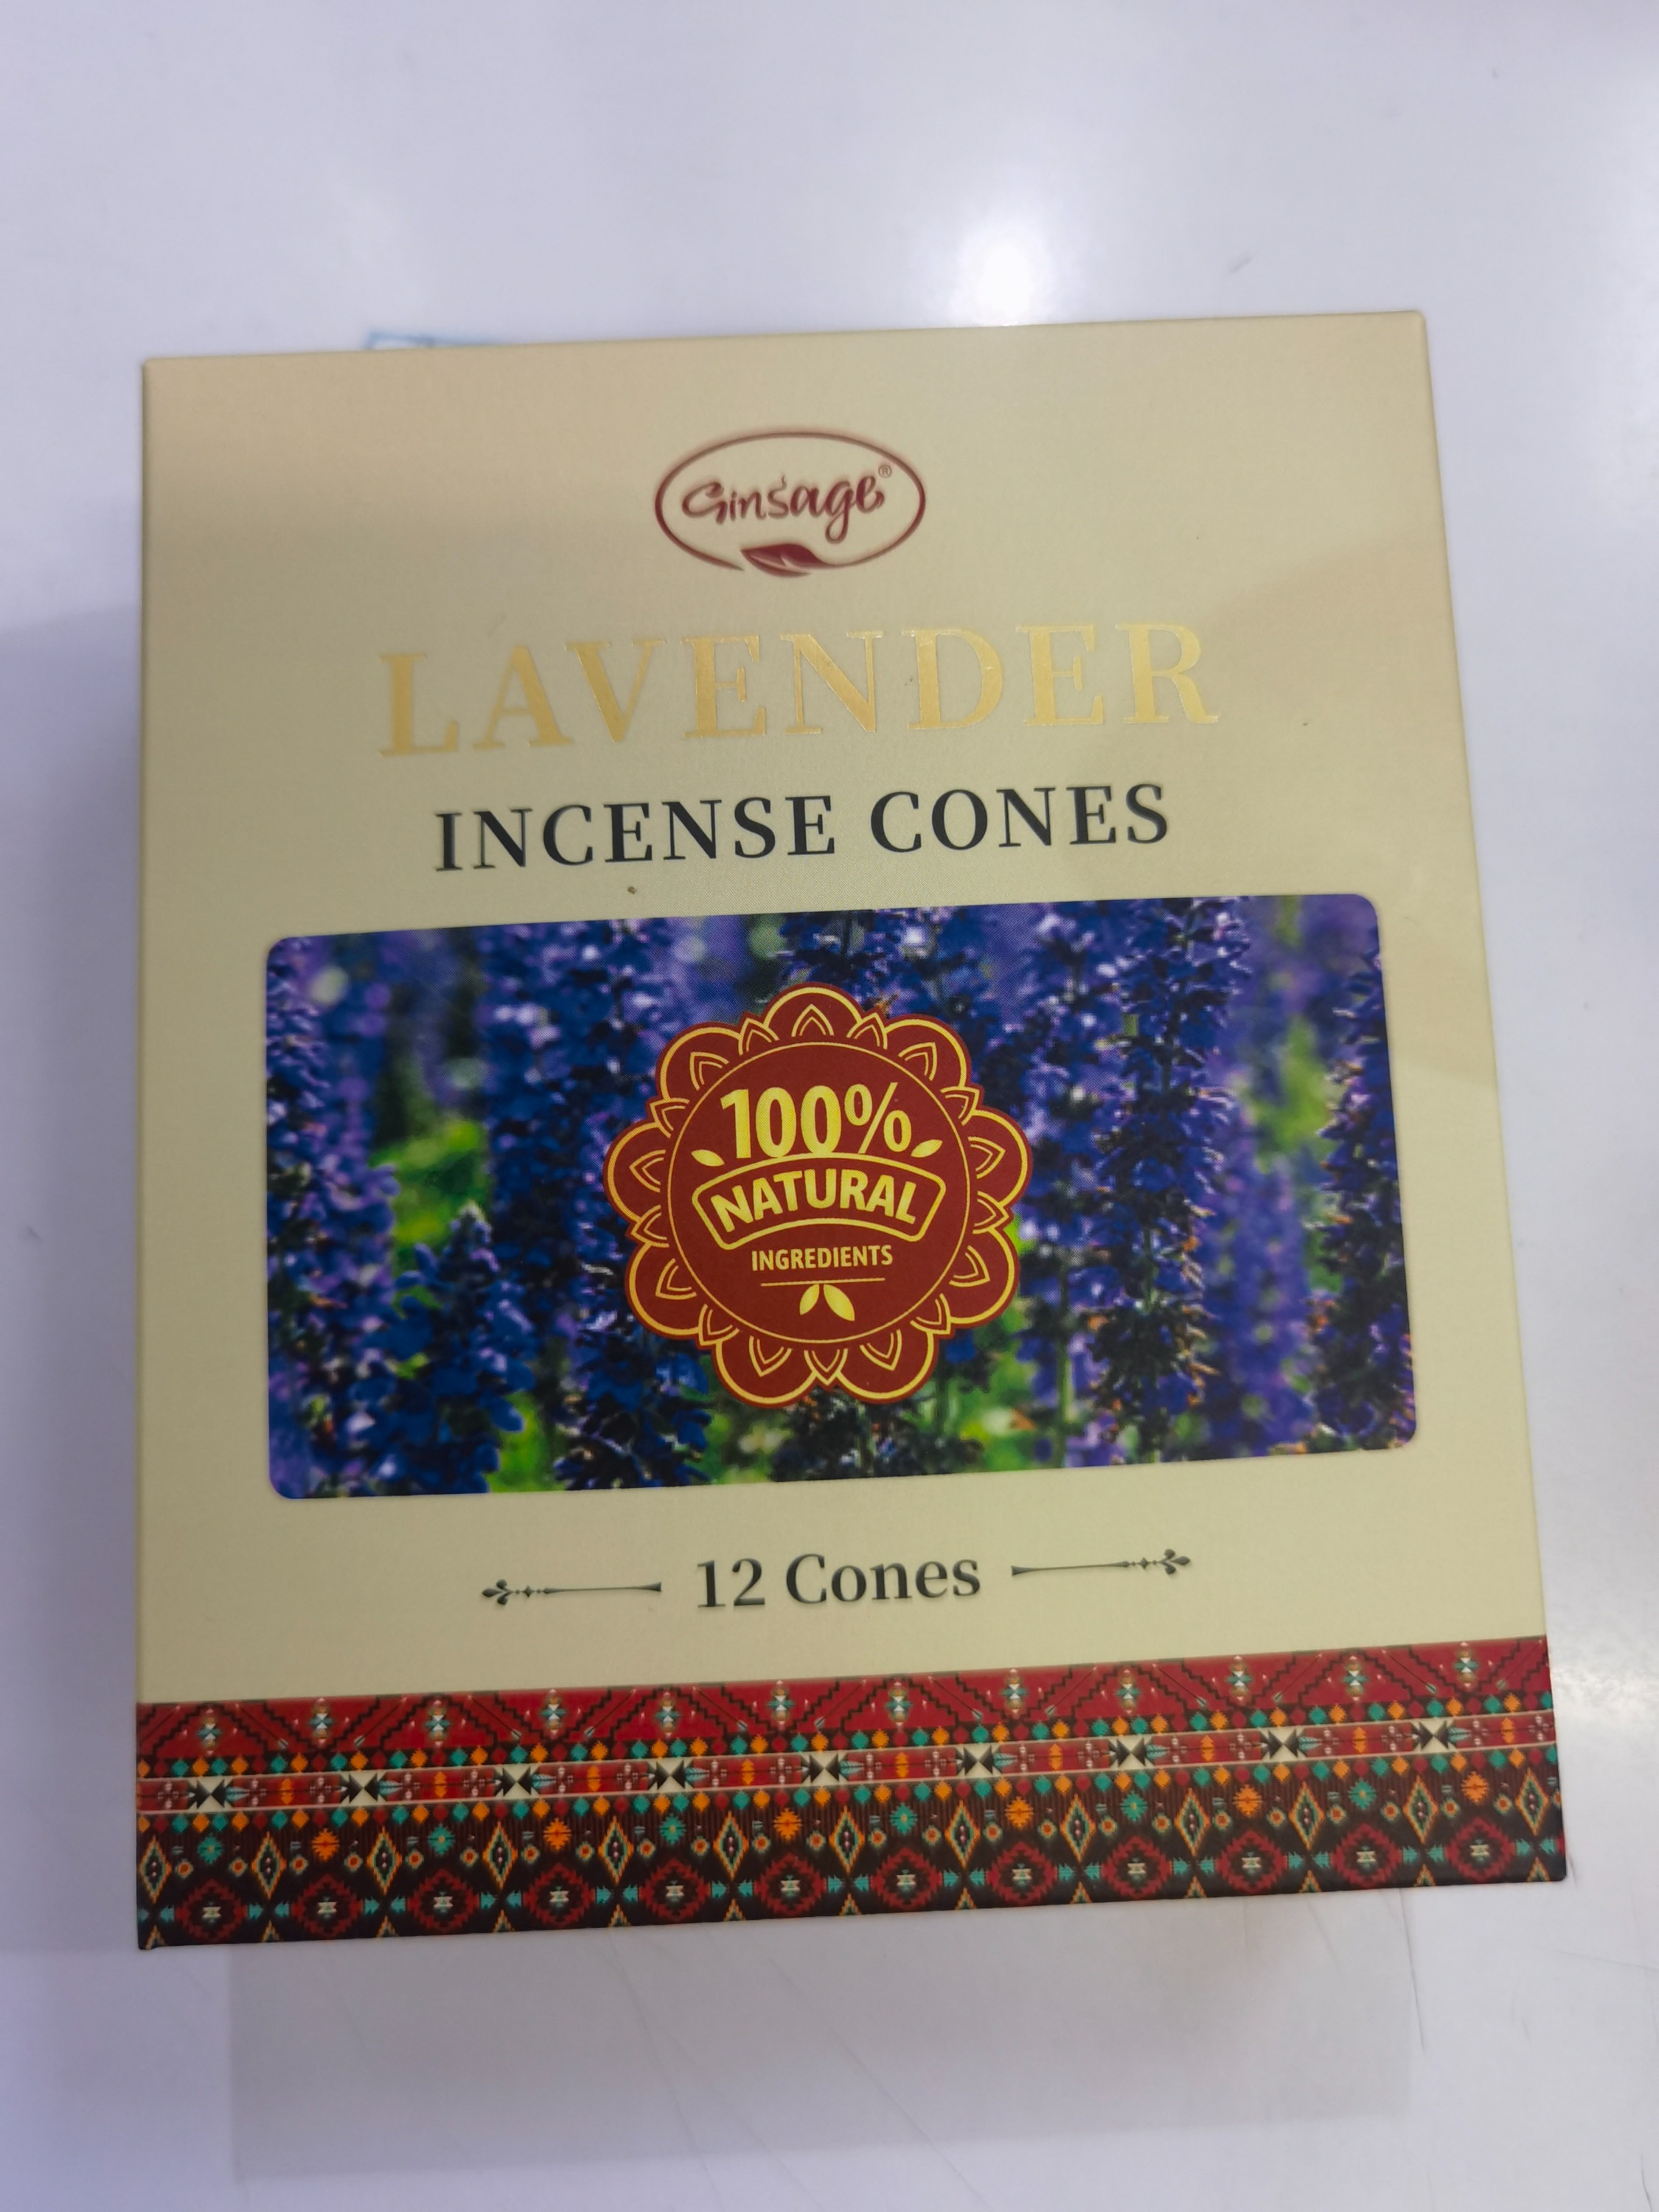 Ginsage®
LAVENDER
INCENSE CONES
100%
NATURAL
INGREDIENTS
12 Cones